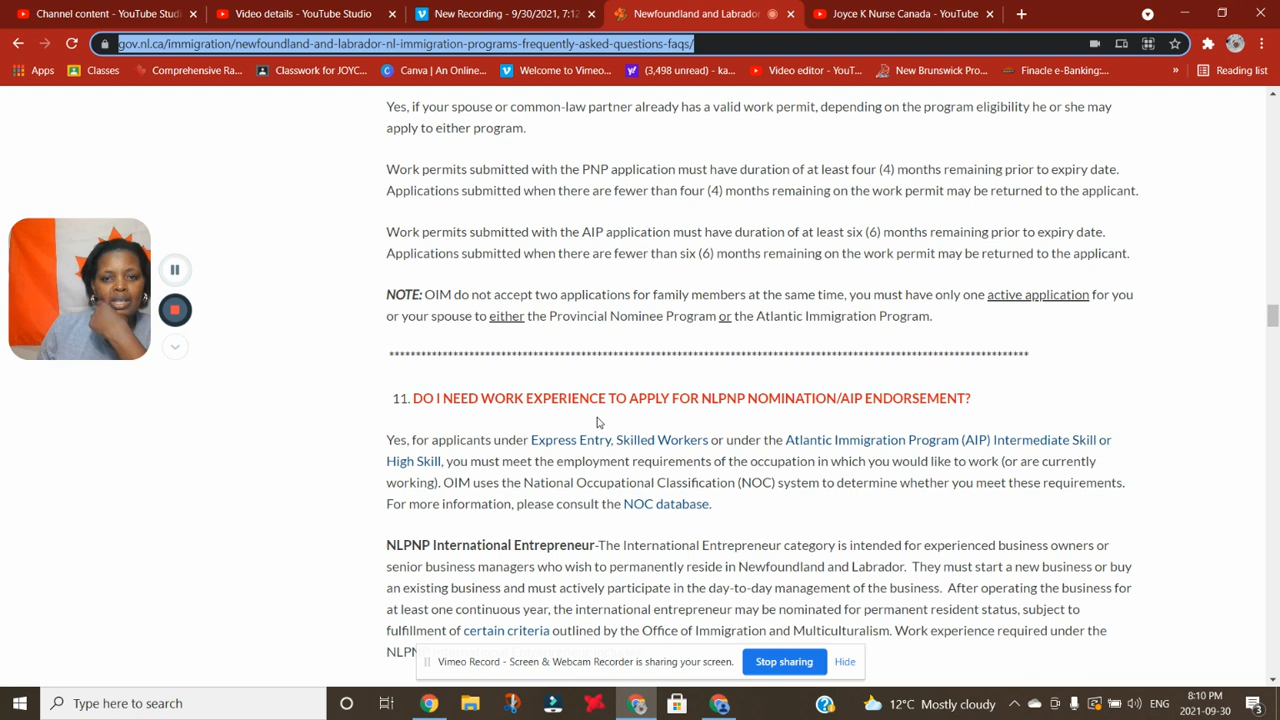 Channel content - YouTube Studi
Video details - YouTube Studio
New Recording - 9/30/2021, 7:12
Newfoundland and Labrador
Joyce K Nurse Canada - YouTube
gov.nl.ca/immigration/newfoundland-and-labrador-nl-immigration-programs-frequently-asked-questions-faqs/
Apps
Classes
Comprehensive Ra...
Classwork for JOYC...
Canva | An Online...
Welcome to Vimeo...
(3,498 unread) - ka...
Video editor - YouT...
New Brunswick Pro...
Finacle e-Banking:...
»
Reading list
Yes, if your spouse or common-law partner already has a valid work permit, depending on the program eligibility he or she may
apply to either program.
Work permits submitted with the PNP application must have duration of at least four (4) months remaining prior to expiry date.
Applications submitted when there are fewer than four (4) months remaining on the work permit may be returned to the applicant.
Work permits submitted with the AIP application must have duration of at least six (6) months remaining prior to expiry date.
Applications submitted when there are fewer than six (6) months remaining on the work permit may be returned to the applicant.
NOTE: OIM do not accept two applications for family members at the same time, you must have only one active application for you
or your spouse to either the Provincial Nominee Program or the Atlantic Immigration Program.
11. DO I NEED WORK EXPERIENCE TO APPLY FOR NLPNP NOMINATION/AIP ENDORSEMENT?
Yes, for applicants under Express Entry, Skilled Workers or under the Atlantic Immigration Program (AIP) Intermediate Skill or
High Skill, you must meet the employment requirements of the occupation in which you would like to work (or are currently
working). OIM uses the National Occupational Classification (NOC) system to determine whether you meet these requirements.
For more information, please consult the NOC database.
NLPNP International Entrepreneur-The International Entrepreneur category is intended for experienced business owners or
senior business managers who wish to permanently reside in Newfoundland and Labrador. They must start a new business or buy
an existing business and must actively participate in the day-to-day management of the business. After operating the business for
at least one continuous year, the international entrepreneur may be nominated for permanent resident status, subject to
fulfillment of certain criteria outlined by the Office of Immigration and Multiculturalism. Work experience required under the
NLPN
Vimeo Record - Screen & Webcam Recorder is sharing your screen.
Stop sharing
Hide
Type here to search
12°C Mostly cloudy
ENG
8:10 PM
2021-09-30
3